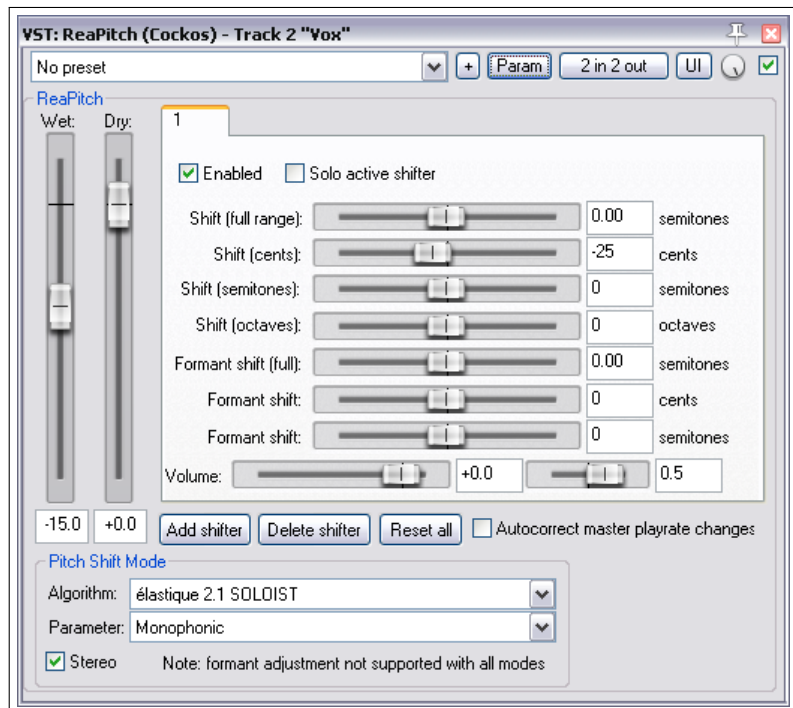 VST: ReaPitch (Cockos) - Track 2 "Vox"
No preset + Param 2 in 2 out UI
ReaPitch
Wet: Dry: 1
Enabled Solo active shifter
Shift (full range): 0.00 semitones
Shift (cents): -25 cents
Shift (semitones): 0 semitones
Shift (octaves): 0 octaves
Formant shift (full): 0.00 semitones
Formant shift: 0 cents
Formant shift: 0 semitones
Volume: +0.0 0.5
-15.0 +0.0 Add shifter Delete shifter Reset all Autocorrect master playrate changes
Pitch Shift Mode
Algorithm: élastique 2.1 SOLOIST
Parameter: Monophonic
Stereo Note: formant adjustment not supported with all modes